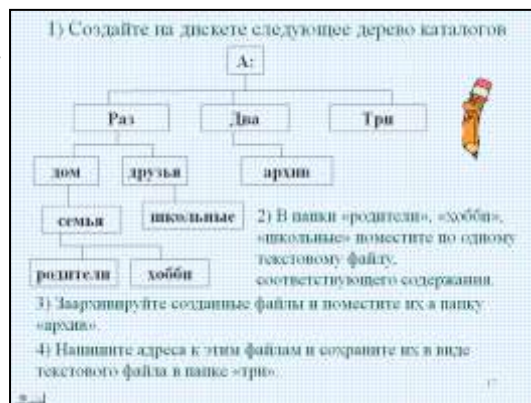 1) Создайте на дискете следующее дерево каталогов
A:
Раз Два Три
дом друзья архив
семья школьные
родители хобби
2) В папки «родители», «хобби»,
«школьные» поместите по одному
текстовому файлу,
соответствующего содержания.
3) Заархивируйте созданные файлы и поместите их а папку
«архив».
4) Напишите адреса к этим файлам и сохраните их в виде
текстового файла в папке «три».
17